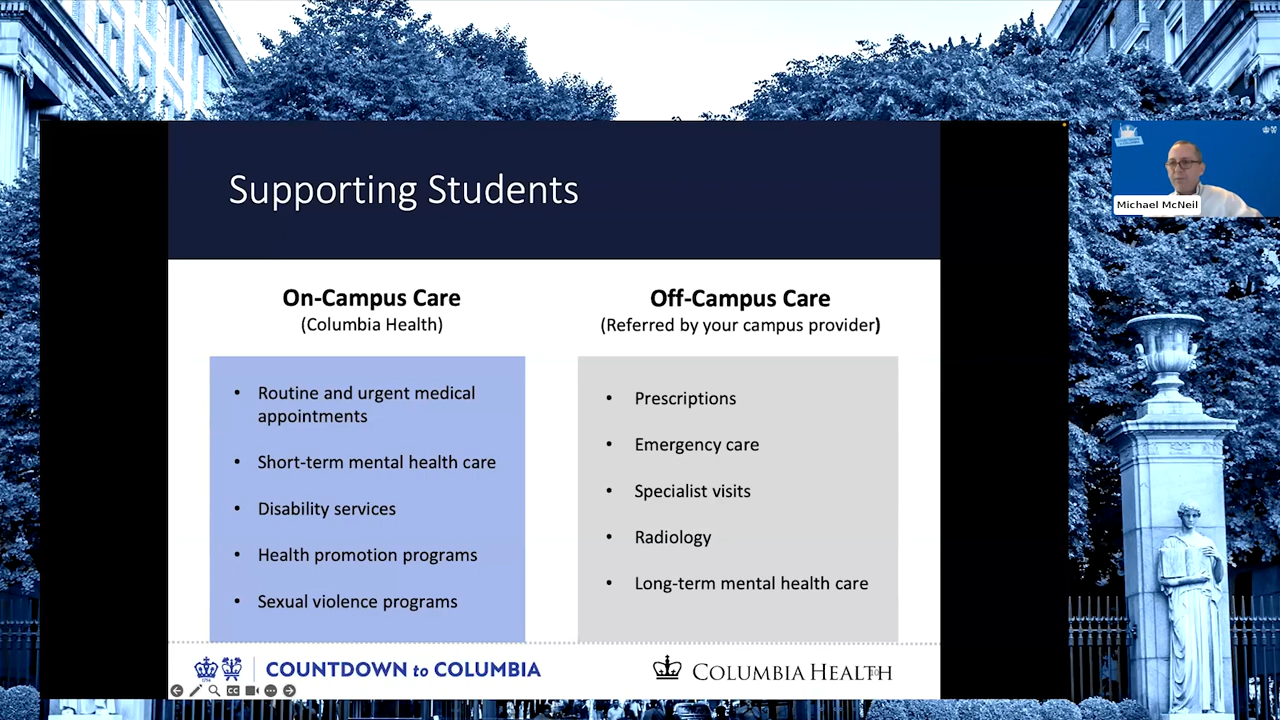 Supporting Students
On-Campus Care
(Columbia Health)
• Routine and urgent medical
appointments
• Short-term mental health care
• Disability services
• Health promotion programs
• Sexual violence programs
Off-Campus Care
(Referred by your campus provider)
• Prescriptions
• Emergency care
• Specialist visits
• Radiology
• Long-term mental health care
COUNTDOWN to COLUMBIA
COLUMBIA HEALTH
CC
Michael McNeil